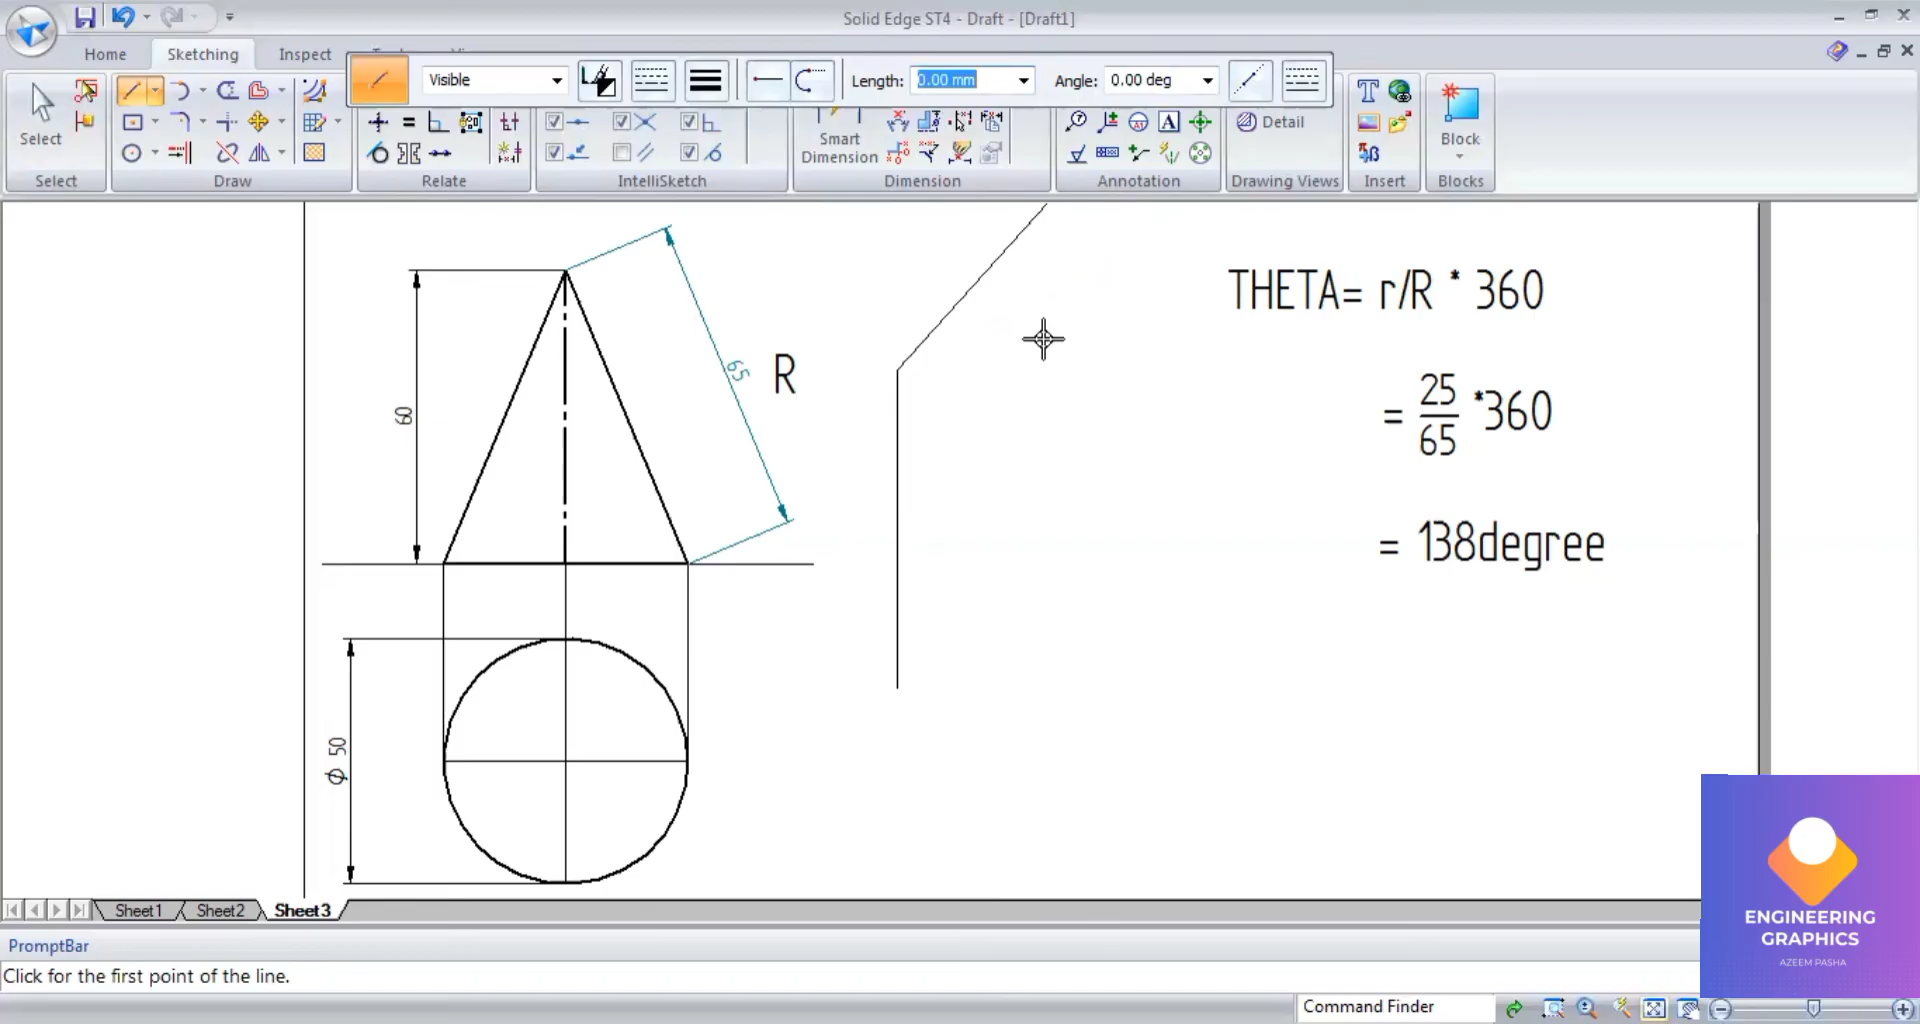 Solid Edge ST4 - Draft - [Draft1]
Home
Sketching
Inspect
Visible
Length:
0.00 mm
Angle:
0.00 deg
Select
Smart
Dimension
Detail
Block
Select
Draw
Relate
IntelliSketch
Dimension
Annotation
Drawing Views
Insert
Blocks
THETA= r/R * 360
65
R
60
= 25
65
*360
= 138degree
ϕ 50
Sheet1
Sheet2
Sheet3
ENGINEERING
GRAPHICS
AZEEM PASHA
PromptBar
Click for the first point of the line.
Command Finder